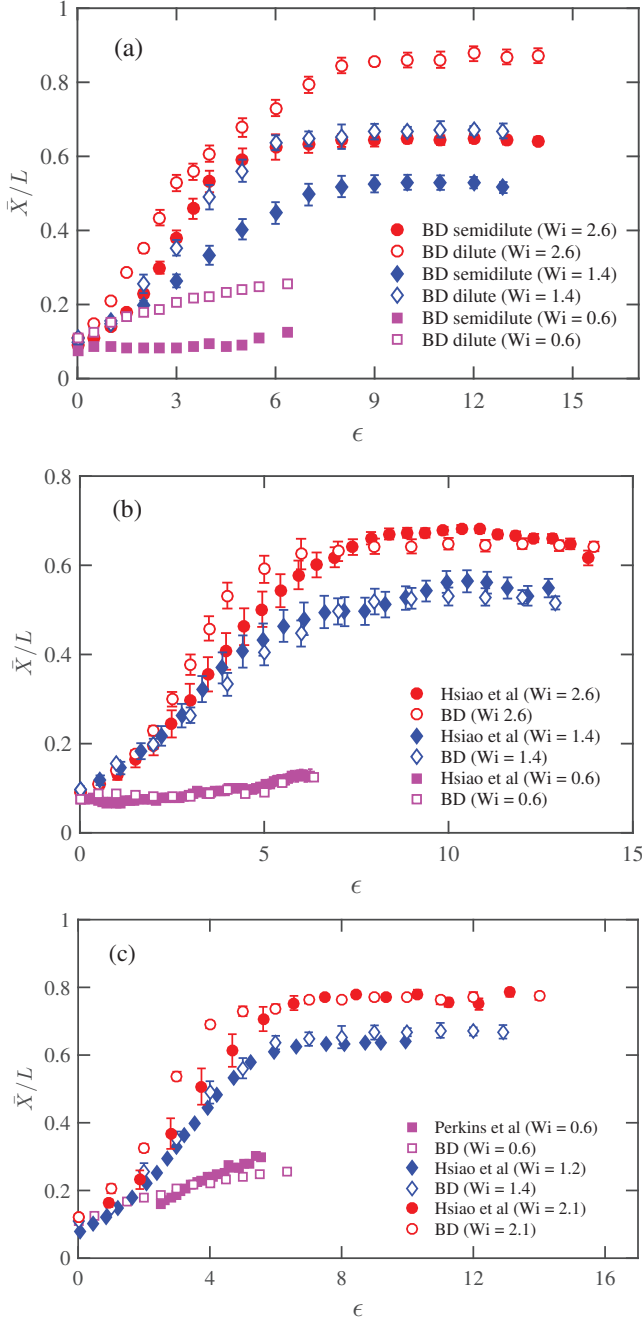 1
0.8
0.6
0.4
0.2
0
(a)
X̄/L
BD semidilute (Wi = 2.6)
BD dilute (Wi = 2.6)
BD semidilute (Wi = 1.4)
BD dilute (Wi = 1.4)
BD semidilute (Wi = 0.6)
BD dilute (Wi = 0.6)
0 3 6 9 12 15
ϵ
0.8
0.6
0.4
0.2
0
(b)
X̄/L
Hsiao et al (Wi = 2.6)
BD (Wi 2.6)
Hsiao et al (Wi = 1.4)
BD (Wi = 1.4)
Hsiao et al (Wi = 0.6)
BD (Wi = 0.6)
0 5 10 15
ϵ
1
0.8
0.6
0.4
0.2
0
(c)
X̄/L
Perkins et al (Wi = 0.6)
BD (Wi = 0.6)
Hsiao et al (Wi = 1.2)
BD (Wi = 1.4)
Hsiao et al (Wi = 2.1)
BD (Wi = 2.1)
0 4 8 12 16
ϵ